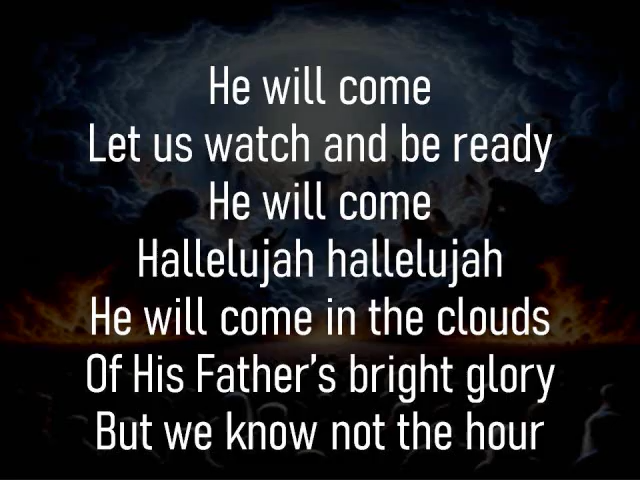 He will come
Let us watch and be ready
He will come
Hallelujah hallelujah
He will come in the clouds
Of His Father’s bright glory
But we know not the hour